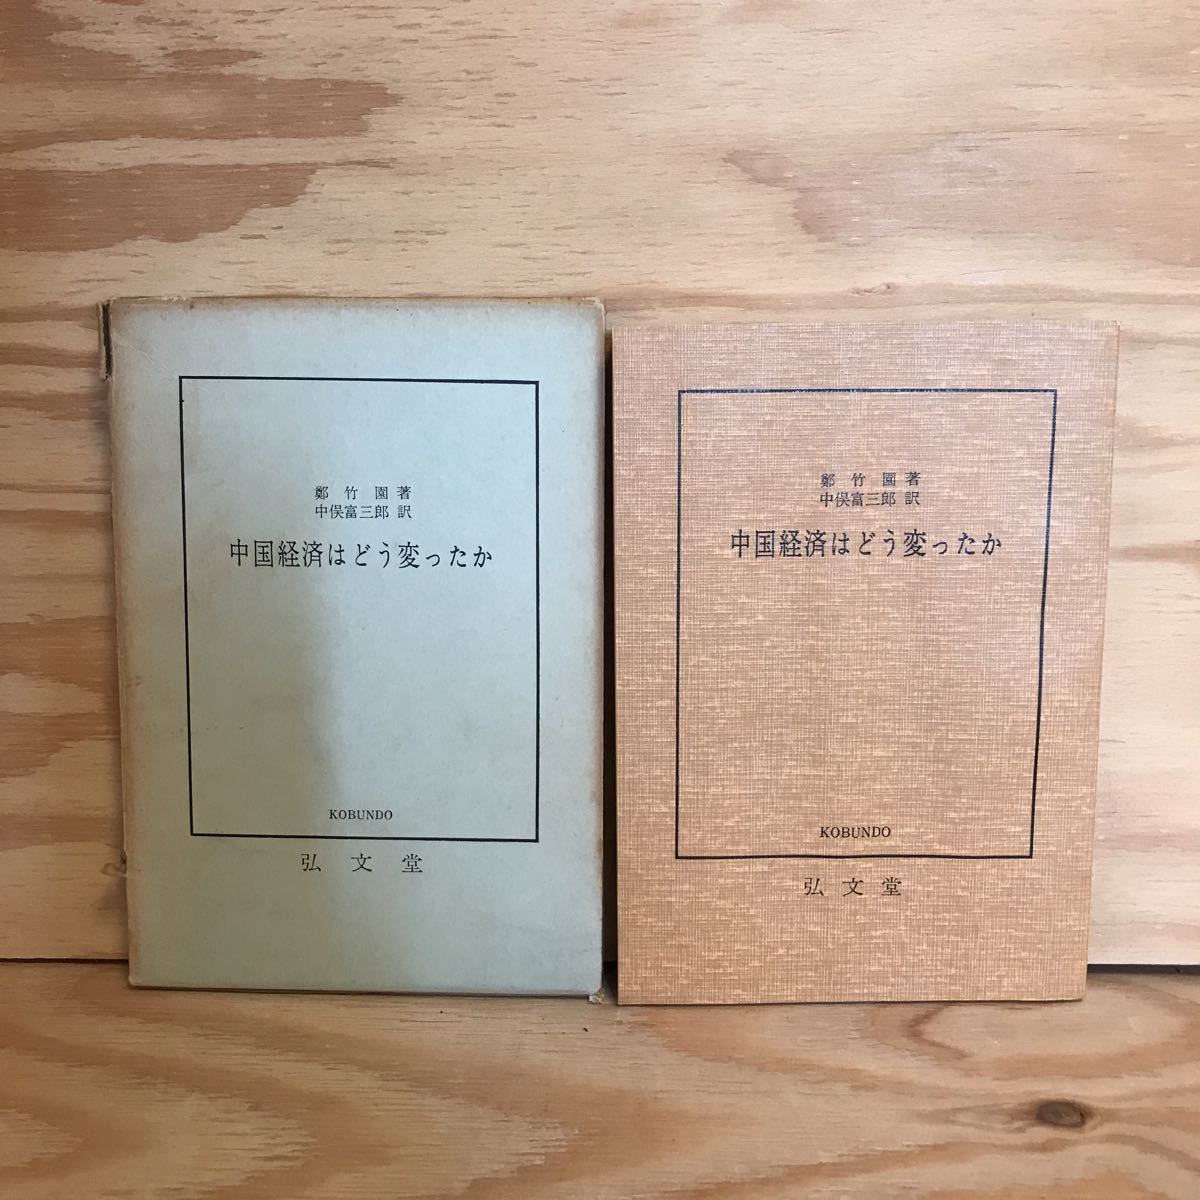 鄭竹園著
中俣富三郎訳
中国経済はどう変ったか
KOBUNDO
弘文堂
鄭竹園著
中俣富三郎訳
中国経済はどう変ったか
KOBUNDO
弘文堂